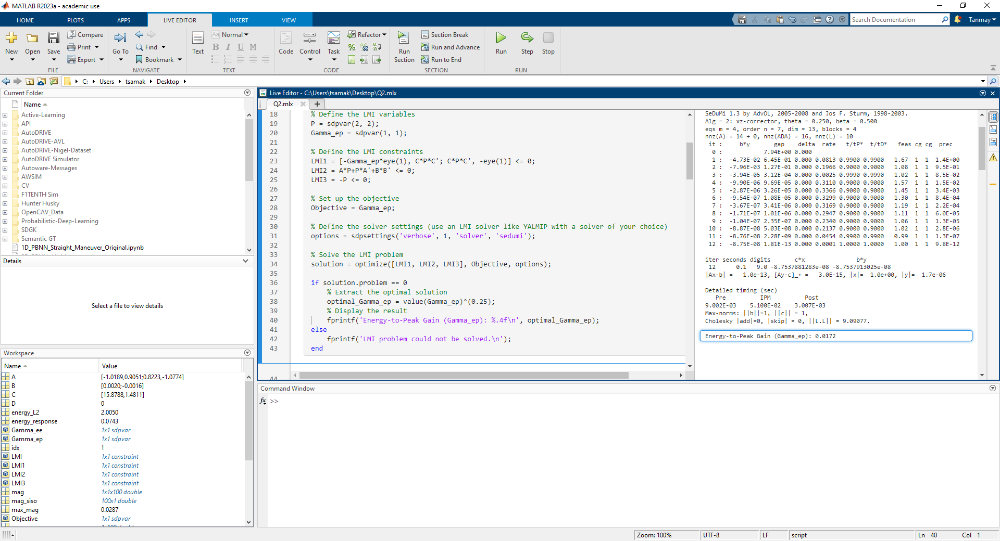 MATLAB R2023a - academic use
HOME PLOTS APPS LIVE EDITOR INSERT VIEW
Search Documentation
Tanmay
New Open Save Compare Print Export
FILE
Go To Find Bookmark
NAVIGATE
Text Aa Normal B I U M
TEXT
Code Control Task Refactor
CODE
Run Section Section Break Run and Advance Run to End
SECTION
Run Step Stop
RUN
C: Users tsamak Desktop
Current Folder
Name
Active-Learning
API
AutoDRIVE
AutoDRIVE-AVL
AutoDRIVE-Nigel-Dataset
AutoDRIVE Simulator
Autoware-Messages
AWSIM
CV
F1TENTH Sim
Hunter Husky
OpenCAV_Data
Probabilistic-Deep-Learning
SDGK
Semantic GT
1D_PBNN_Straight_Maneuver_Original.ipynb
Details
Select a file to view details
Workspace
Name Value
A [-1.0189,0.9051;0.8223,-1.0774]
B [0.0020;-0.0016]
C [15.8788,1.4811]
D 0
energy_L2 2.0050
energy_response 0.0743
Gamma_ee 1x1 sdpvar
Gamma_ep 1x1 sdpvar
idx 1
LMI 1x1 constraint
LMI1 1x1 constraint
LMI2 1x1 constraint
LMI3 1x1 constraint
mag 1x1x100 double
mag_siso 100x1 double
max_mag 0.0287
Objective 1x1 sdpvar
Live Editor - C:\Users\tsamak\Desktop\Q2.mlx
Q2.mlx
18 % Define the LMI variables
19 P = sdpvar(2, 2);
20 Gamma_ep = sdpvar(1, 1);
21
22 % Define the LMI constraints
23 LMI1 = [-Gamma_ep*eye(1), C*P*C'; C*P*C', -eye(1)] <= 0;
24 LMI2 = A*P+P*A'+B*B' <= 0;
25 LMI3 = -P <= 0;
26
27 % Set up the objective
28 Objective = Gamma_ep;
29
30 % Define the solver settings (use an LMI solver like YALMIP with a solver of your choice)
31 options = sdpsettings('verbose', 1, 'solver', 'sedumi');
32
33 % Solve the LMI problem
34 solution = optimize([LMI1, LMI2, LMI3], Objective, options);
35
36 if solution.problem == 0
37 % Extract the optimal solution
38 optimal_Gamma_ep = value(Gamma_ep)^(0.25);
39 % Display the result
40 fprintf('Energy-to-Peak Gain (Gamma_ep): %.4f\n', optimal_Gamma_ep);
41 else
42 fprintf('LMI problem could not be solved.\n');
43 end
44
SeDuMi 1.3 by AdvOL, 2005-2008 and Jos F. Sturm, 1998-2003.
Alg = 2: xz-corrector, theta = 0.250, beta = 0.500
eqs m = 4, order n = 7, dim = 13, blocks = 4
nnz(A) = 14 + 0, nnz(ADA) = 16, nnz(L) = 10
it : b*y gap delta rate t/tP* t/tD* feas cg cg prec
0 : 7.94E+00 0.000
1 : -4.73E-02 6.45E-01 0.000 0.0813 0.9900 0.9900 1.67 1 1 1.4E+00
2 : -7.96E-03 1.27E-01 0.000 0.1966 0.9000 0.9000 1.08 1 1 9.5E-01
3 : -3.94E-05 3.12E-04 0.000 0.0025 0.9990 0.9990 1.02 1 1 8.5E-02
4 : -9.90E-06 9.69E-05 0.000 0.3110 0.9000 0.9000 1.57 1 1 1.5E-02
5 : -2.87E-06 3.26E-05 0.000 0.3366 0.9000 0.9000 1.45 1 1 3.4E-03
6 : -9.54E-07 1.08E-05 0.000 0.3299 0.9000 0.9000 1.30 1 1 8.4E-04
7 : -3.67E-07 3.41E-06 0.000 0.3169 0.9000 0.9000 1.19 1 1 2.2E-04
8 : -1.71E-07 1.01E-06 0.000 0.2947 0.9000 0.9000 1.11 1 1 6.0E-05
9 : -1.04E-07 2.35E-07 0.000 0.2340 0.9000 0.9000 1.06 1 1 1.3E-05
10 : -8.87E-08 5.03E-08 0.000 0.2137 0.9000 0.9000 1.02 1 1 2.8E-06
11 : -8.76E-08 2.28E-09 0.000 0.0454 0.9900 0.9900 0.99 1 1 1.3E-07
12 : -8.75E-08 1.81E-13 0.000 0.0001 1.0000 1.0000 1.00 1 1 9.8E-12
iter seconds digits c*x b*y
12 0.1 9.0 -8.7537881283e-08 -8.7537913025e-08
|Ax-b| = 1.0e-13, [Ay-c]_+ = 3.0E-15, |x|= 1.0e+00, |y|= 1.7e-06
Detailed timing (sec)
Pre IPM Post
9.002E-03 5.100E-02 3.007E-03
Max-norms: ||b||=1, ||c|| = 1,
Cholesky |add|=0, |skip| = 0, ||L.L|| = 9.09077.
Energy-to-Peak Gain (Gamma_ep): 0.0172
Command Window
fx >>
Zoom: 100% UTF-8 LF script Ln 40 Col 1